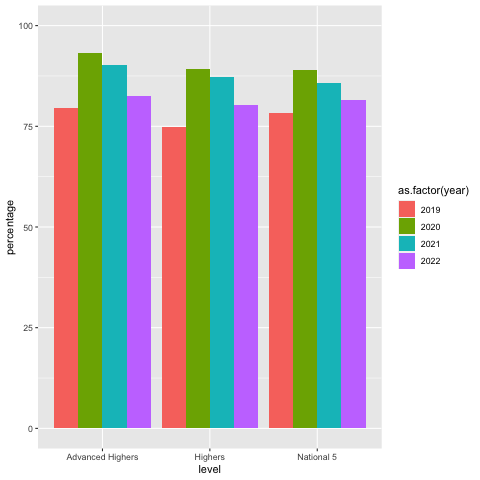 100
75
50
25
0
percentage
Advanced Highers
Highers
National 5
level
as.factor(year)
2019
2020
2021
2022